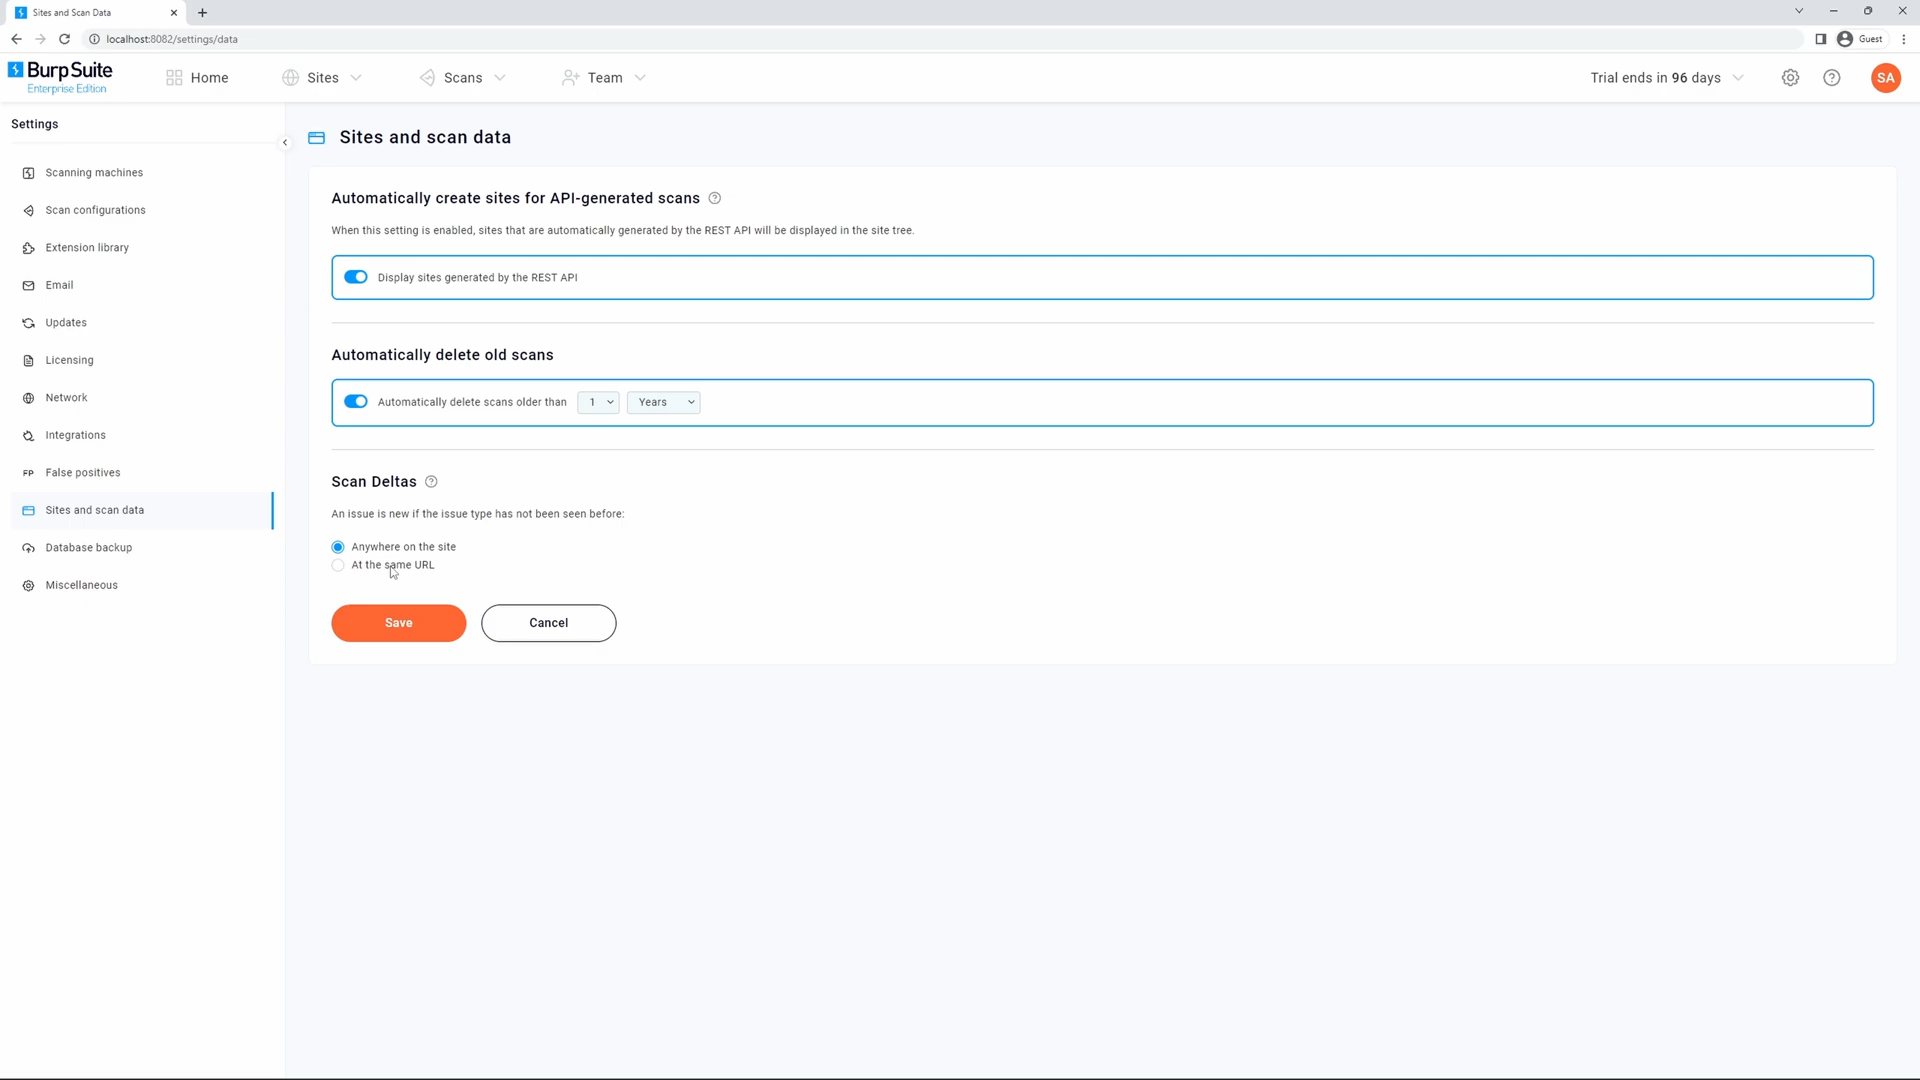 Sites and Scan Data
localhost:8082/settings/data
Guest
BurpSuite
Enterprise Edition
Home
Sites
Scans
Team
Trial ends in 96 days
SA
Settings
Scanning machines
Scan configurations
Extension library
Email
Updates
Licensing
Network
Integrations
FP False positives
Sites and scan data
Database backup
Miscellaneous
Sites and scan data
Automatically create sites for API-generated scans
When this setting is enabled, sites that are automatically generated by the REST API will be displayed in the site tree.
Display sites generated by the REST API
Automatically delete old scans
Automatically delete scans older than 1 Years
Scan Deltas
An issue is new if the issue type has not been seen before:
Anywhere on the site
At the same URL
Save
Cancel